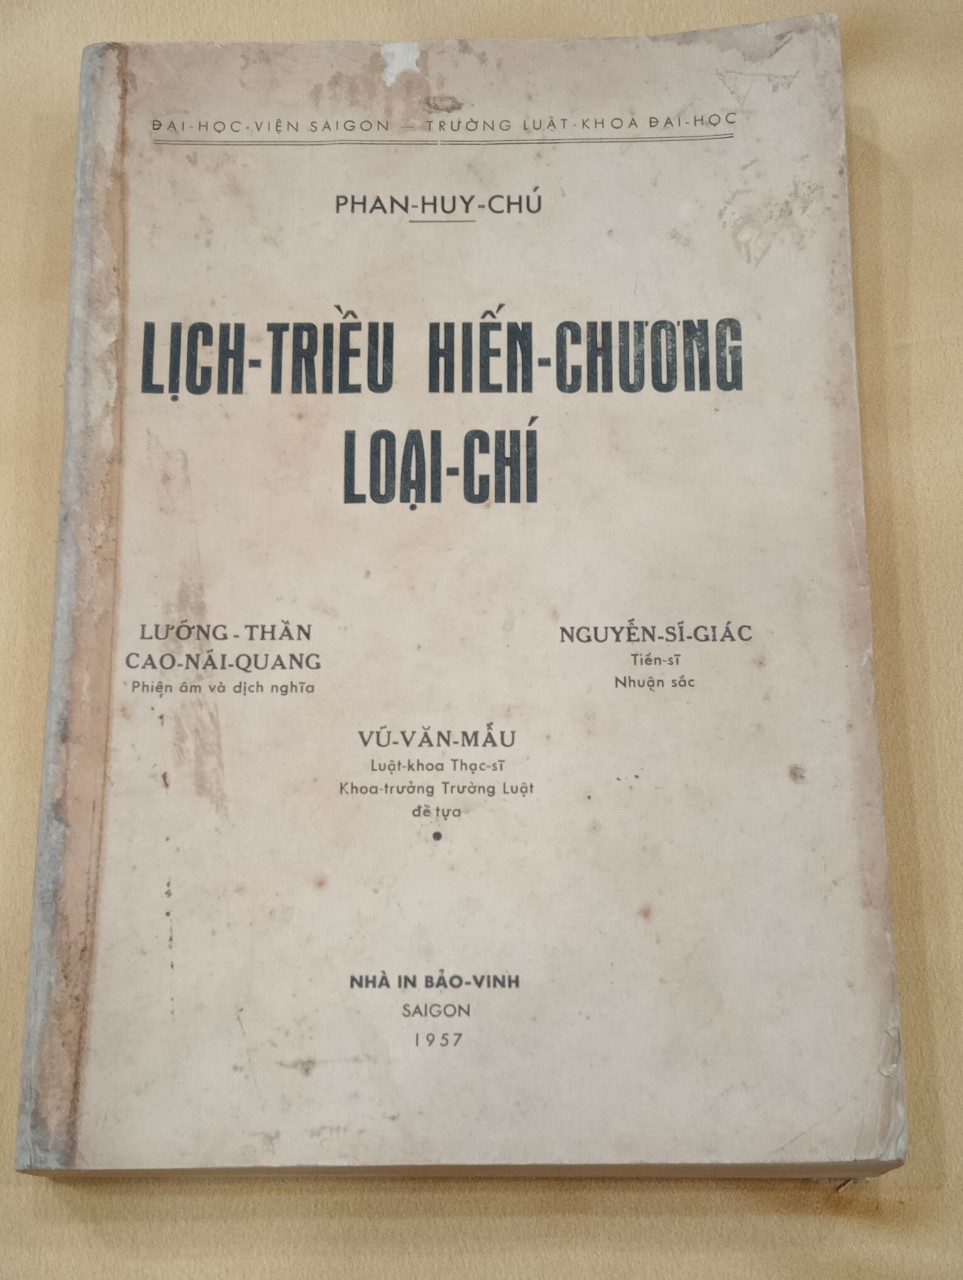 ĐẠI-HỌC-VIỆN SAIGON — TRƯỜNG LUẬT-KHOA ĐẠI-HỌC
PHAN-HUY-CHÚ
LỊCH-TRIỀU HIẾN-CHƯƠNG
LOẠI-CHÍ
LƯỠNG-THẦN
CAO-NÃI-QUANG
Phiên âm và dịch nghĩa
NGUYỄN-SĨ-GIÁC
Tiến-sĩ
Nhuận sắc
VŨ-VĂN-MẪU
Luật-khoa Thạc-sĩ
Khoa-trưởng Trường Luật
đề tựa
NHÀ IN BẢO-VINH
SAIGON
1957